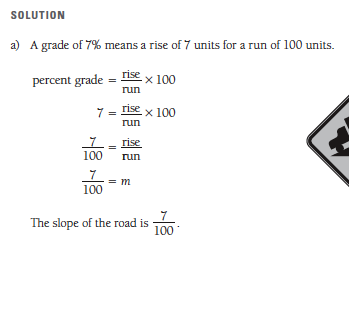 SOLUTION
a) A grade of 7% means a rise of 7 units for a run of 100 units.
percent grade = rise/run × 100
7 = rise/run × 100
7/100 = rise/run
7/100 = m
The slope of the road is 7/100.